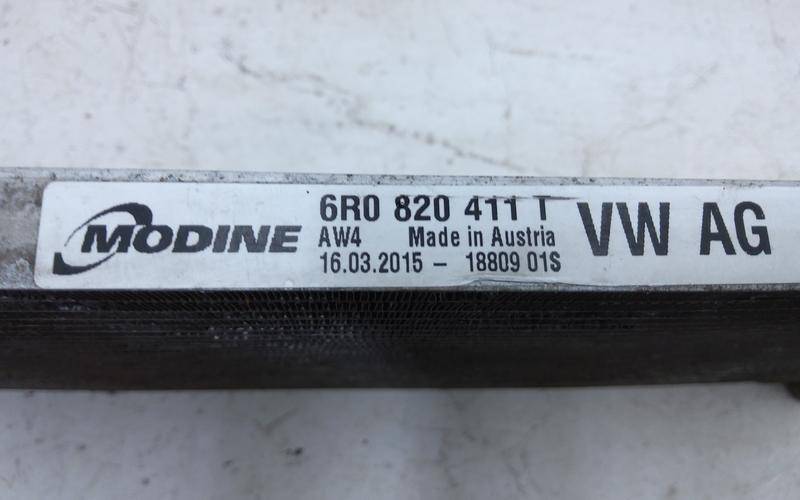 MODINE
6R0 820 411 T
AW4 Made in Austria
16.03.2015 – 18809 01S
VW AG